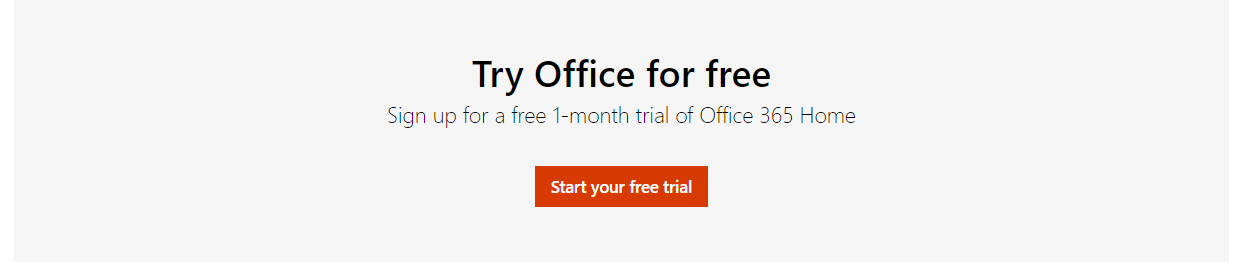 Try Office for free
Sign up for a free 1-month trial of Office 365 Home
Start your free trial